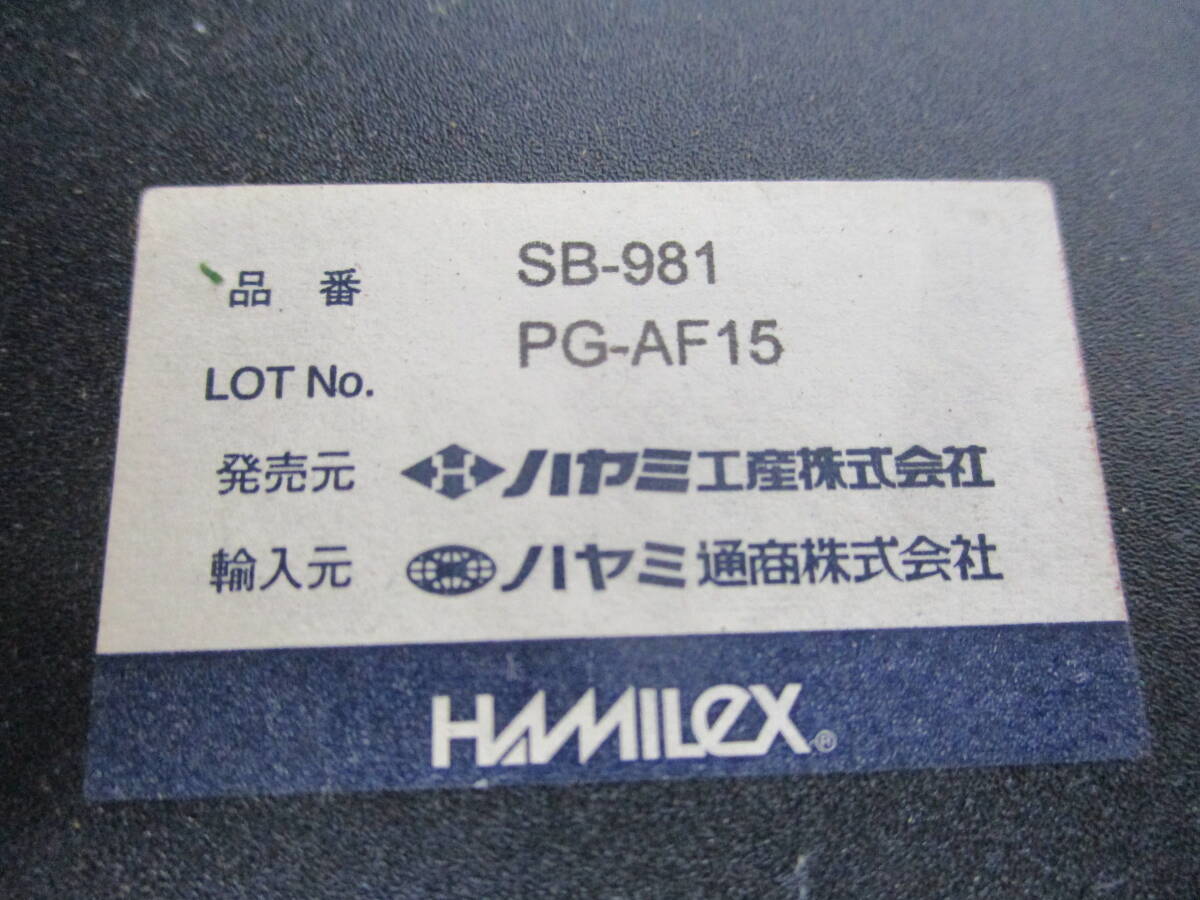 品番 SB-981
LOT No. PG-AF15
発売元 H ハヤミ工産株式会社
輸入元 ハヤミ通商株式会社
HAMILEX®